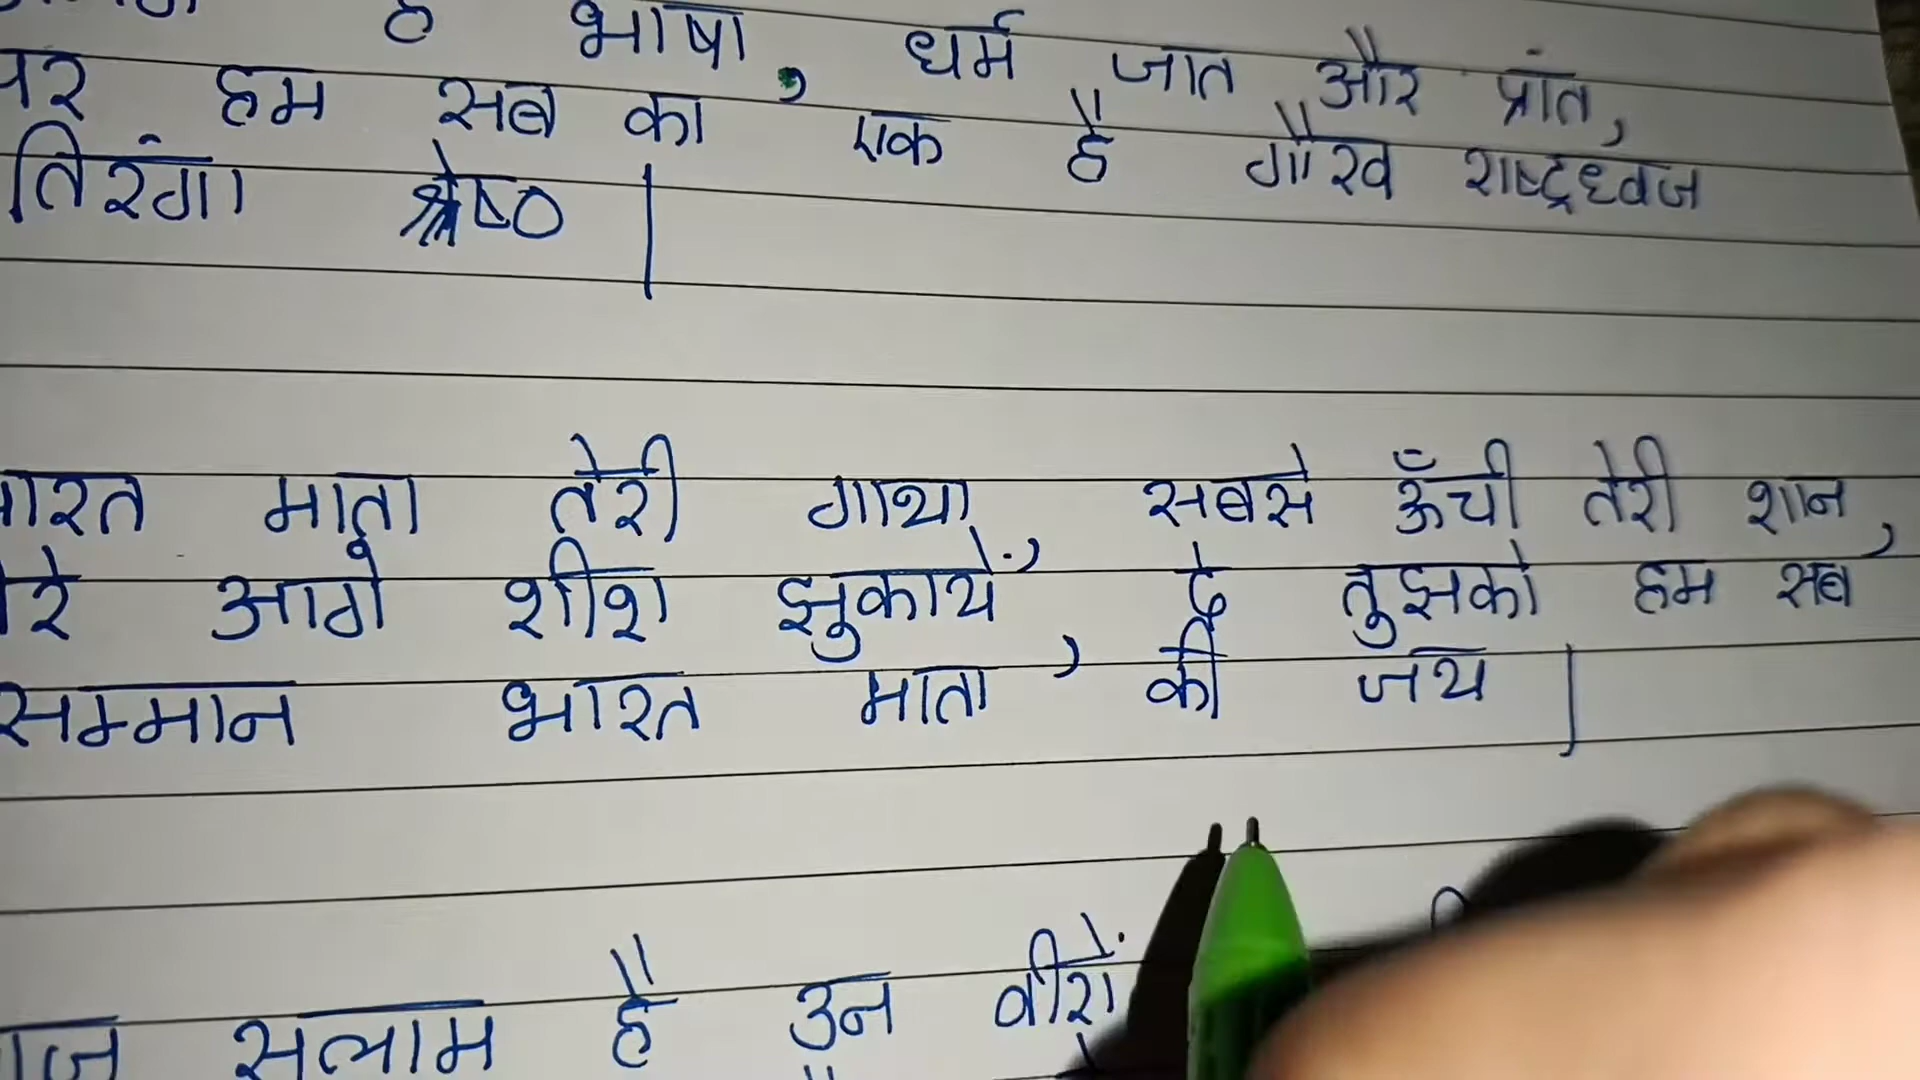 है भाषा, धर्म जात और प्रांत,
पर हम सब का एक है गौरव राष्ट्रध्वज
तिरंगा श्रेष्ठ |
भारत माता तेरी गाथा, सबसे ऊँची तेरी शान,
तेरे आगे शीश झुकायें, दे तुझको हम सब
सम्मान भारत माता की जय |
सलाम है उन वीरो